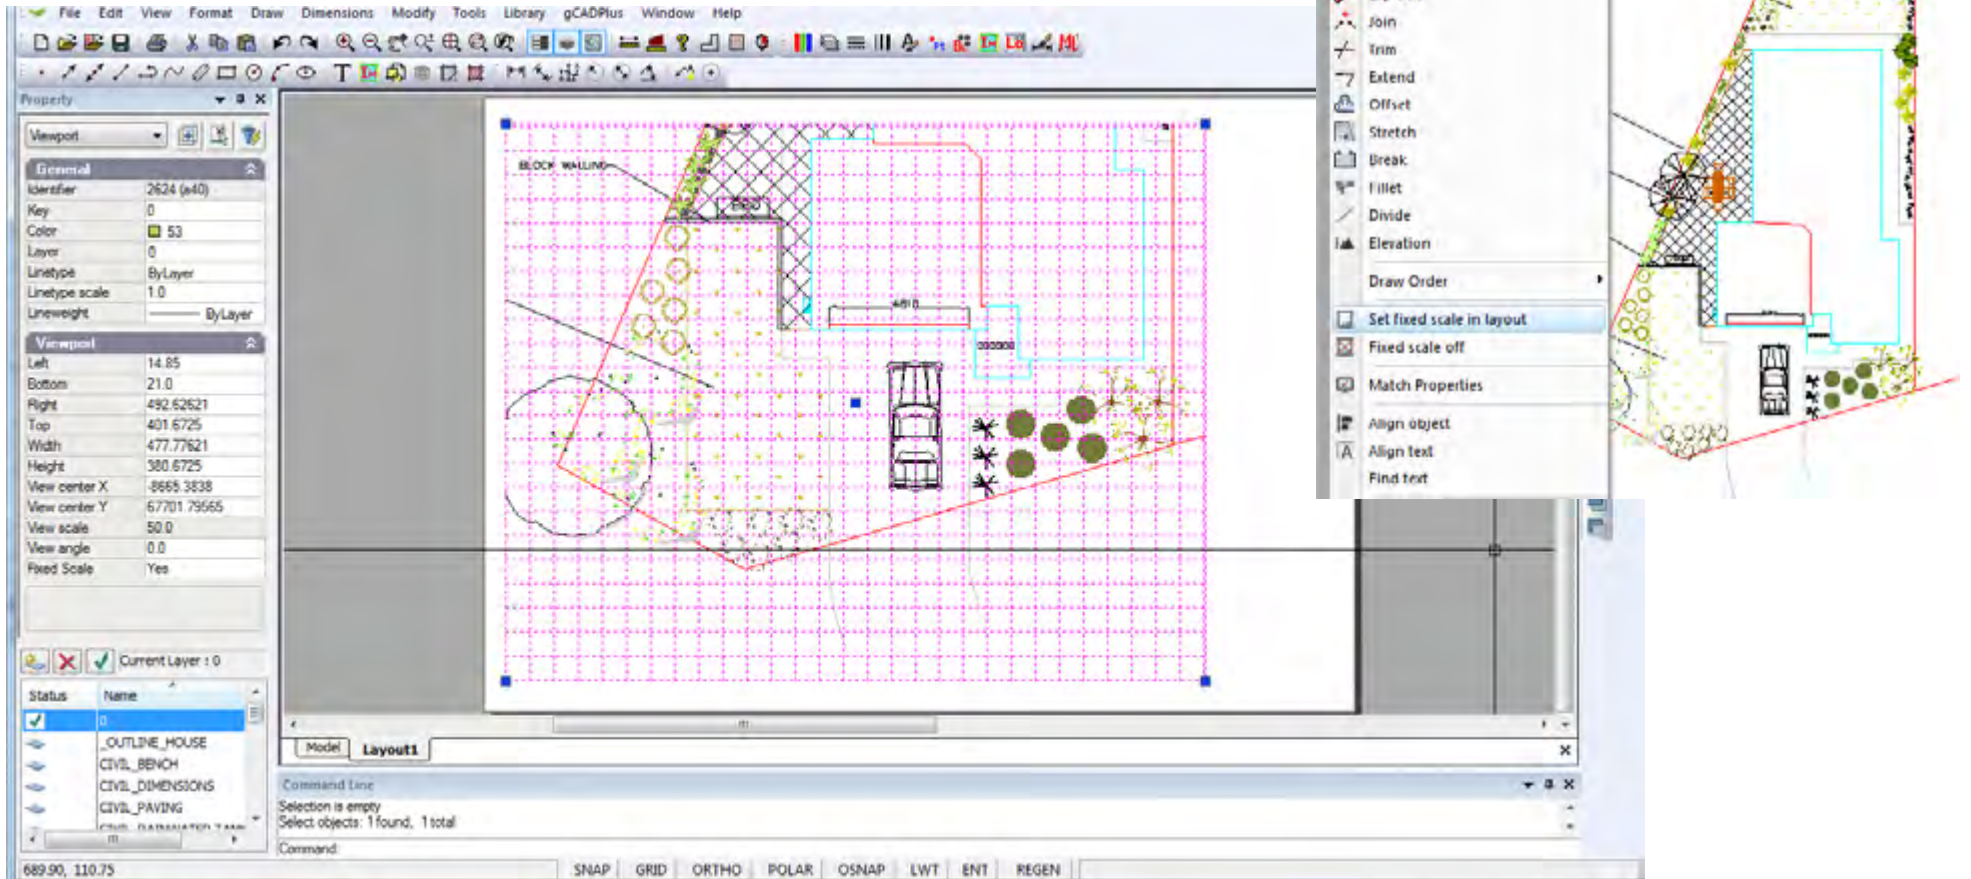 File Edit View Format Draw Dimensions Modify Tools Library gCADPlus Window Help
Property
Viewport
General
Identifier 2624 (a40)
Key 0
Color 53
Layer 0
Linetype ByLayer
Linetype scale 1.0
Lineweight ByLayer
Viewport
Left 14.85
Bottom 21.0
Right 492.62621
Top 401.6725
Width 477.77621
Height 380.6725
View center X -8665.3838
View center Y 67701.79565
View scale 50.0
View angle 0.0
Fixed Scale Yes
Current Layer : 0
Status Name
0
_OUTLINE_HOUSE
CIVIL_BENCH
CIVIL_DIMENSIONS
CIVIL_PAVING
BLOCK WALLING
4810
Model Layout1
Command Line
Selection is empty
Select objects: 1 found, 1 total
Command
689.90, 110.75 SNAP GRID ORTHO POLAR OSNAP LWT ENT REGEN
Join
Trim
Extend
Offset
Stretch
Break
Fillet
Divide
Elevation
Draw Order
Set fixed scale in layout
Fixed scale off
Match Properties
Align object
Align text
Find text